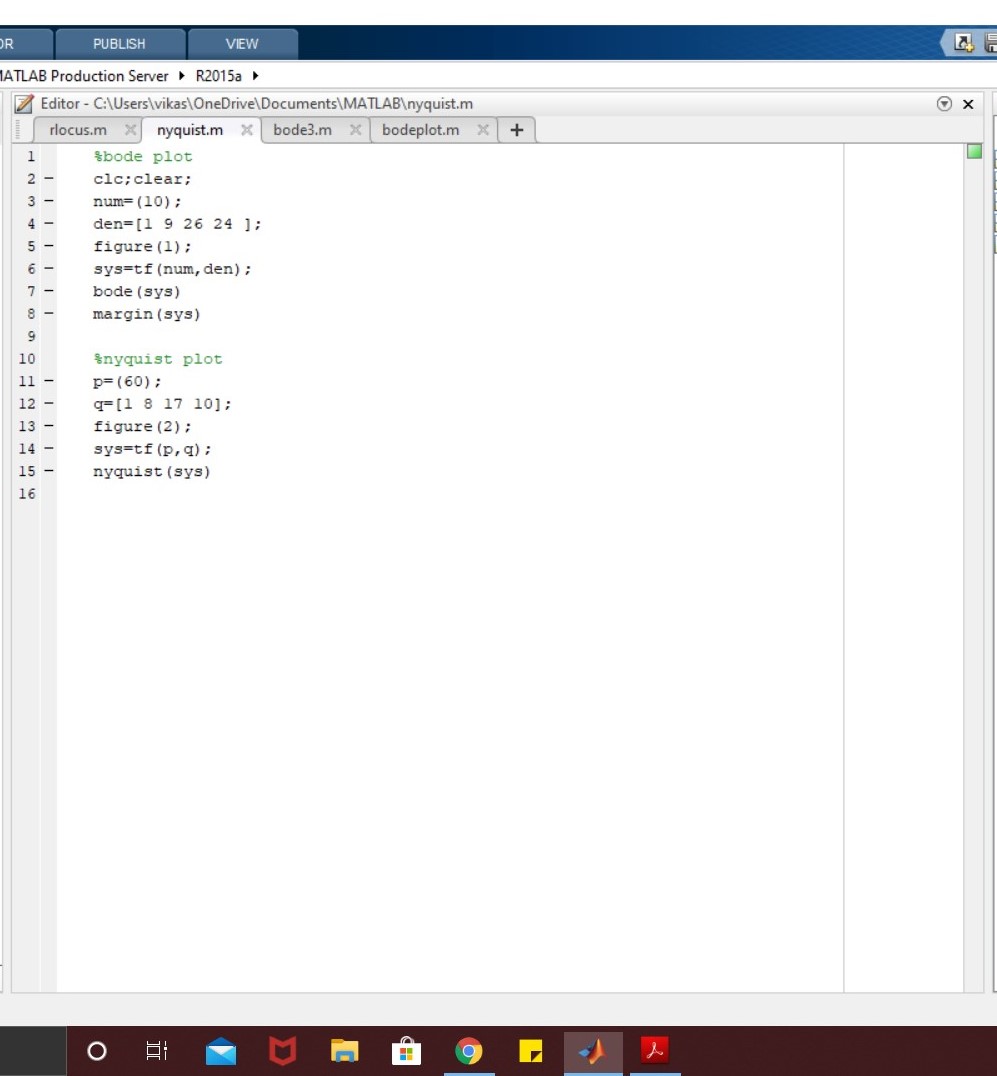 OR PUBLISH VIEW
MATLAB Production Server R2015a
Editor - C:\Users\vikas\OneDrive\Documents\MATLAB\nyquist.m
rlocus.m nyquist.m bode3.m bodeplot.m +
1 %bode plot
2 - clc;clear;
3 - num=(10);
4 - den=[1 9 26 24 ];
5 - figure(1);
6 - sys=tf(num,den);
7 - bode(sys)
8 - margin(sys)
9
10 %nyquist plot
11 - p=(60);
12 - q=[1 8 17 10];
13 - figure(2);
14 - sys=tf(p,q);
15 - nyquist(sys)
16